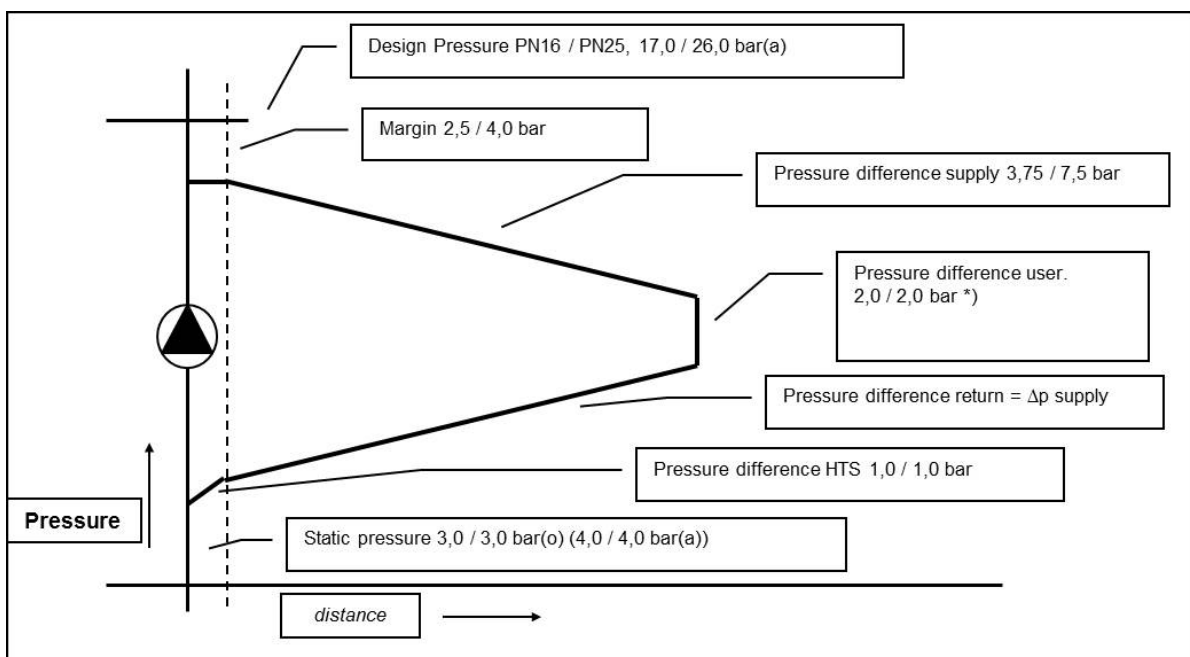 Design Pressure PN16 / PN25, 17,0 / 26,0 bar(a)
Margin 2,5 / 4,0 bar
Pressure difference supply 3,75 / 7,5 bar
Pressure difference user.
2,0 / 2,0 bar *)
Pressure difference return = Δp supply
Pressure difference HTS 1,0 / 1,0 bar
Pressure
Static pressure 3,0 / 3,0 bar(o) (4,0 / 4,0 bar(a))
distance